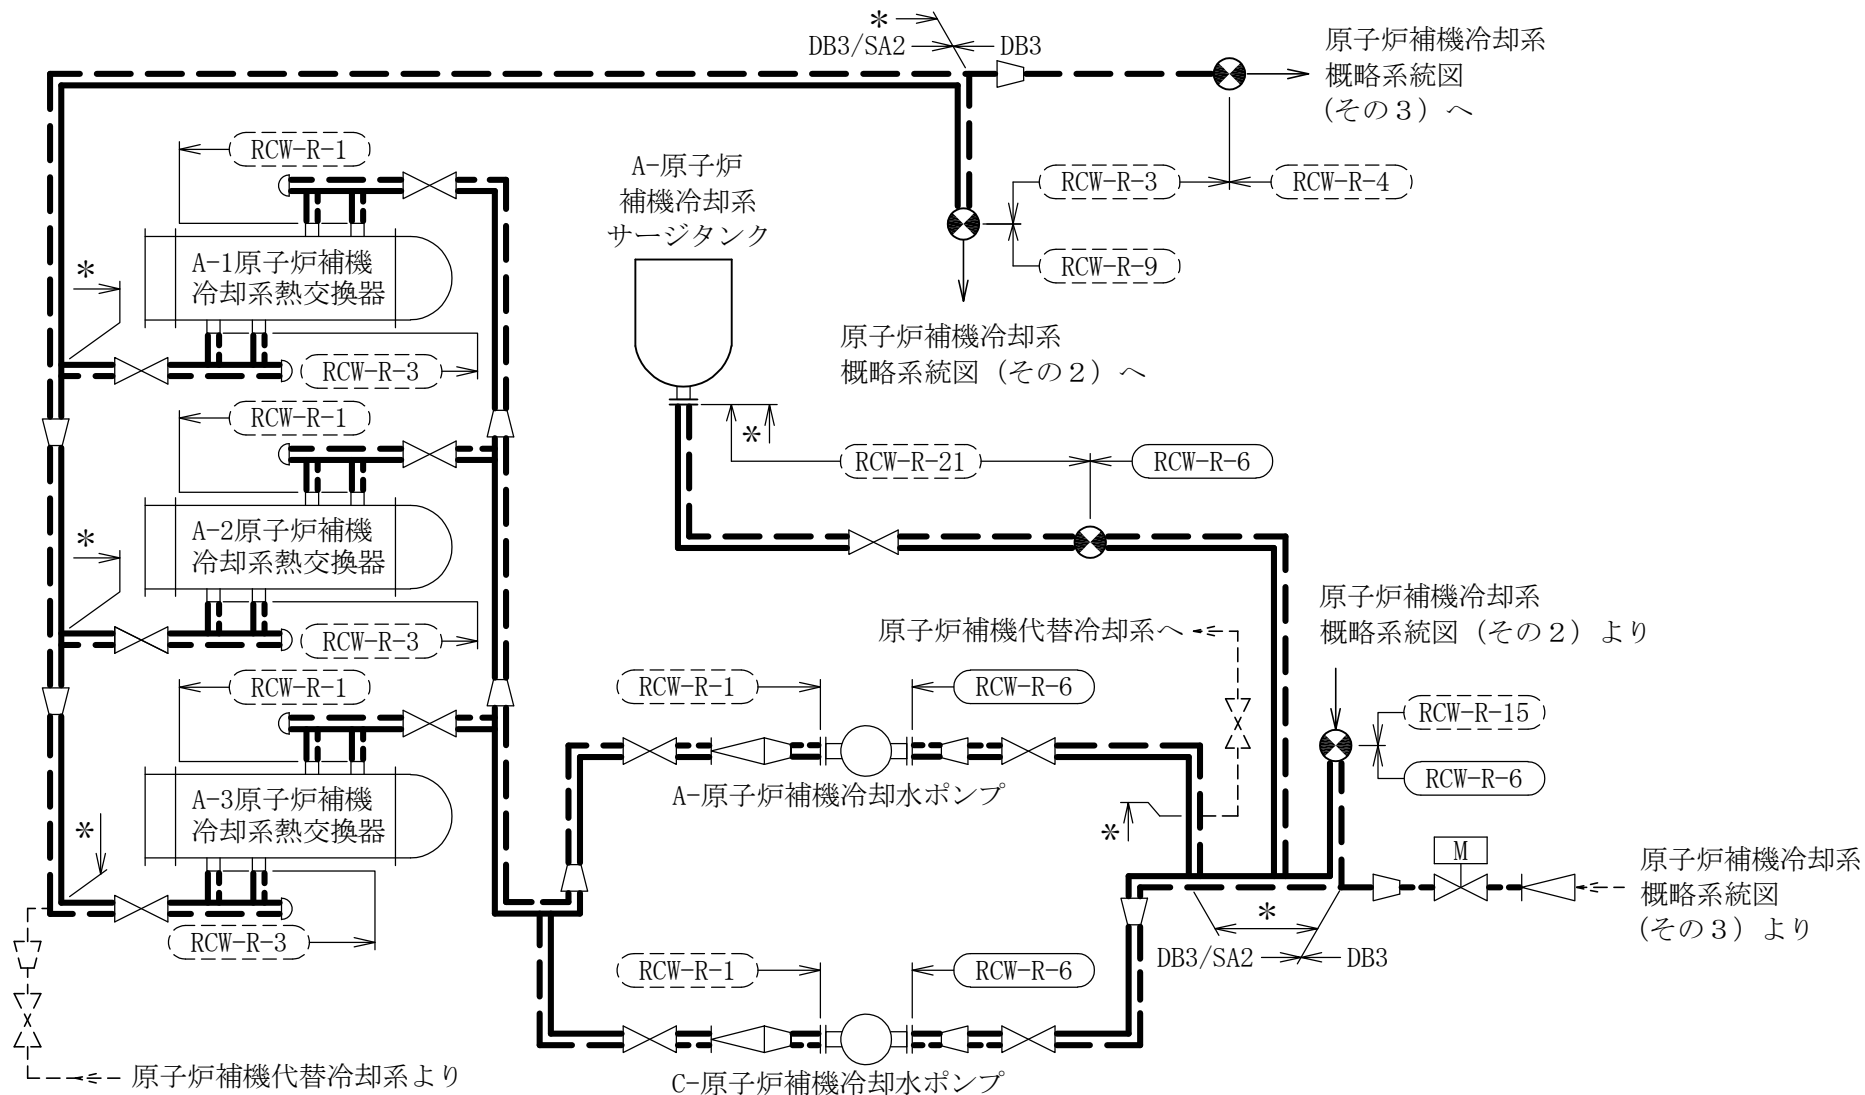 *
DB3/SA2
DB3
原子炉補機冷却系
概略系統図
(その３）へ
RCW-R-1
A-原子炉
補機冷却系
サージタンク
RCW-R-3
RCW-R-4
RCW-R-9
A-1原子炉補機
冷却系熱交換器
*
RCW-R-3
原子炉補機冷却系
概略系統図（その２）へ
RCW-R-1
*
RCW-R-21
RCW-R-6
A-2原子炉補機
冷却系熱交換器
*
RCW-R-3
原子炉補機冷却系
概略系統図（その２）より
原子炉補機代替冷却系へ
RCW-R-1
RCW-R-1
RCW-R-6
RCW-R-15
RCW-R-6
A-3原子炉補機
冷却系熱交換器
*
A-原子炉補機冷却水ポンプ
*
M
原子炉補機冷却系
概略系統図
(その３）より
RCW-R-3
*
DB3/SA2
DB3
RCW-R-1
RCW-R-6
原子炉補機代替冷却系より
C-原子炉補機冷却水ポンプ